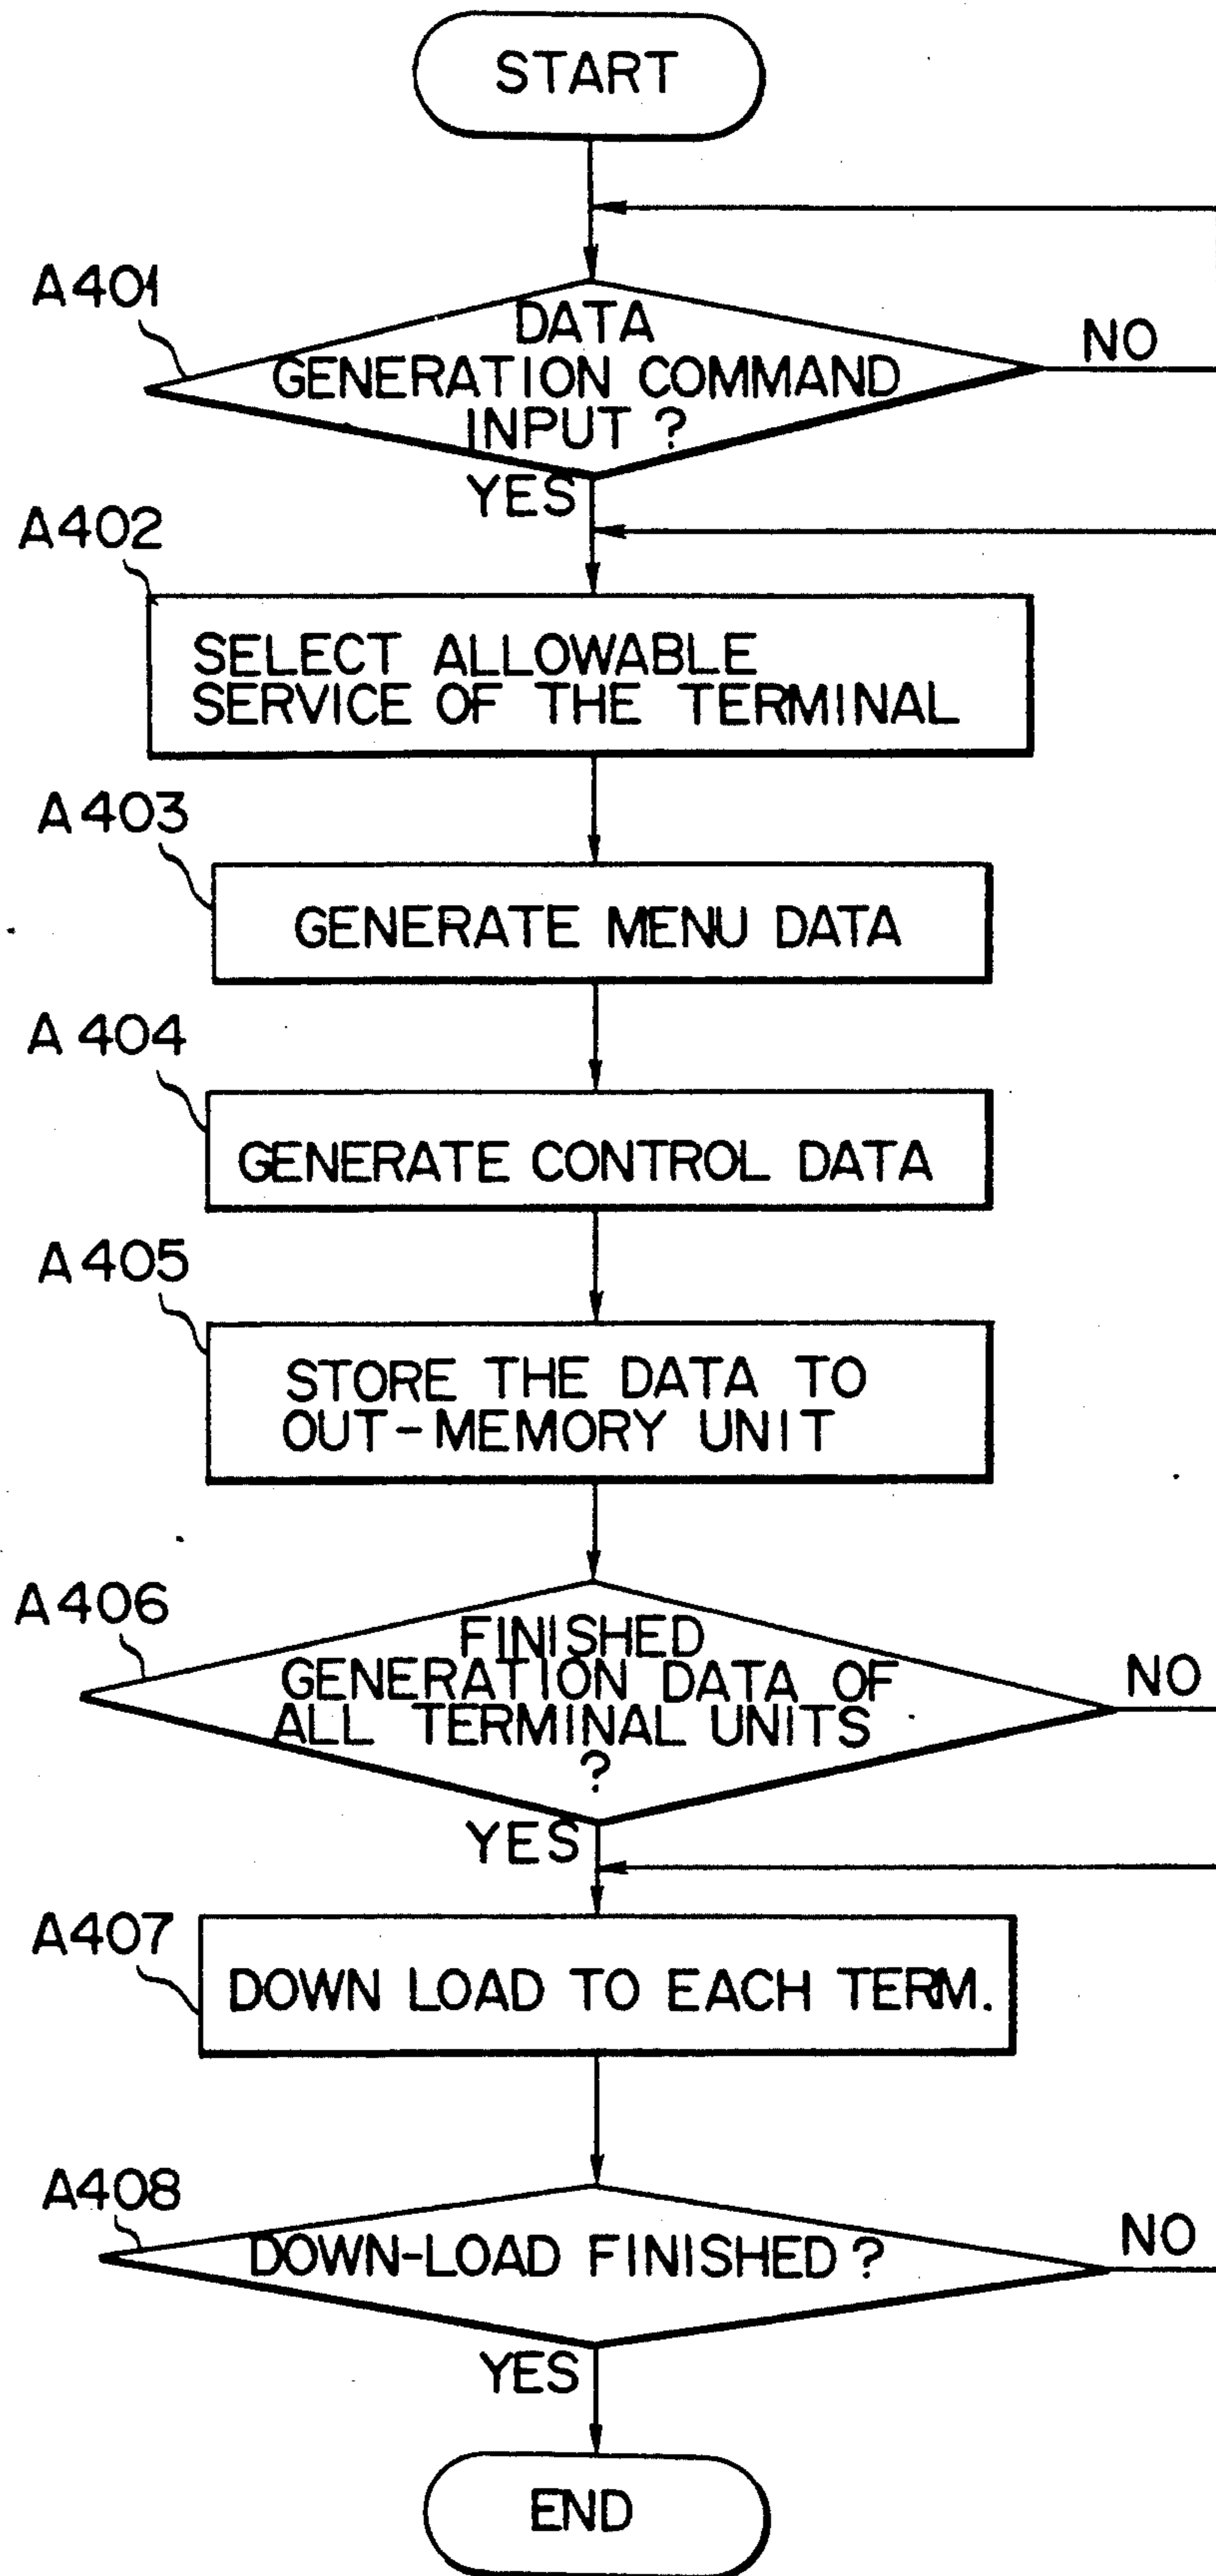 START
A401
DATA
GENERATION COMMAND
INPUT ?
NO
YES
A402
SELECT ALLOWABLE
SERVICE OF THE TERMINAL
A403
GENERATE MENU DATA
A404
GENERATE CONTROL DATA
A405
STORE THE DATA TO
OUT-MEMORY UNIT
A406
FINISHED
GENERATION DATA OF
ALL TERMINAL UNITS
?
NO
YES
A407
DOWN LOAD TO EACH TERM.
A408
DOWN-LOAD FINISHED ?
NO
YES
END